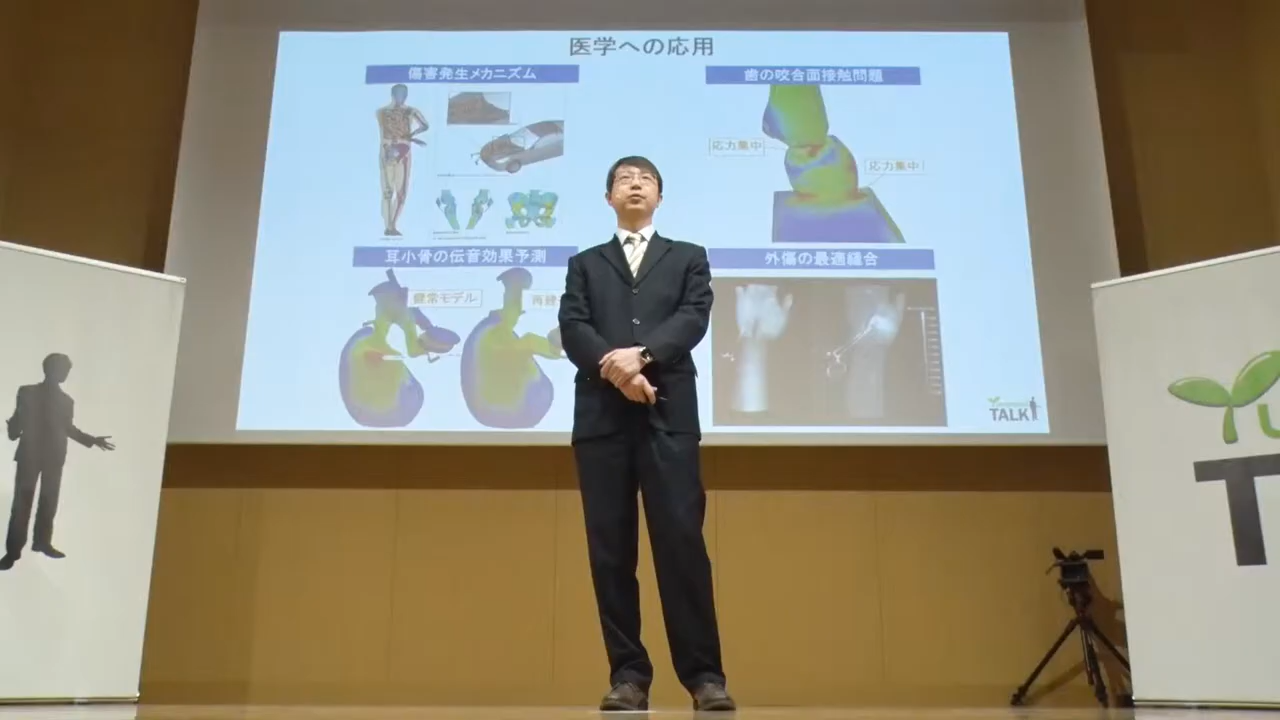 医学への応用
傷害発生メカニズム
歯の咬合面接触問題
応力集中
応力集中
耳小骨の伝音効果予測
外傷の最適縫合
健常モデル
再建
TALK
T